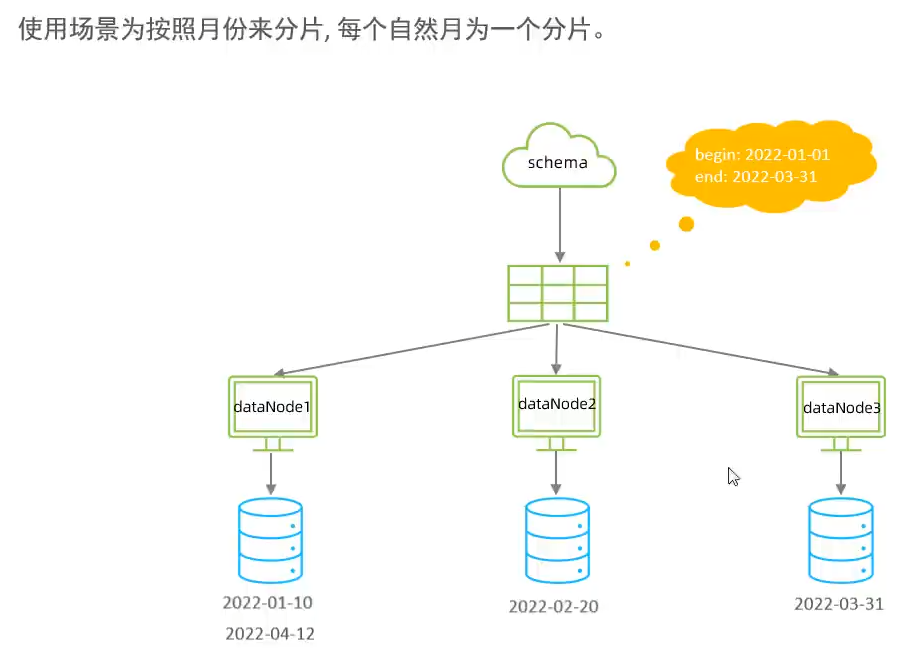 使用场景为按照月份来分片, 每个自然月为一个分片。
schema
begin: 2022-01-01
end: 2022-03-31
dataNode1
dataNode2
dataNode3
2022-01-10
2022-04-12
2022-02-20
2022-03-31